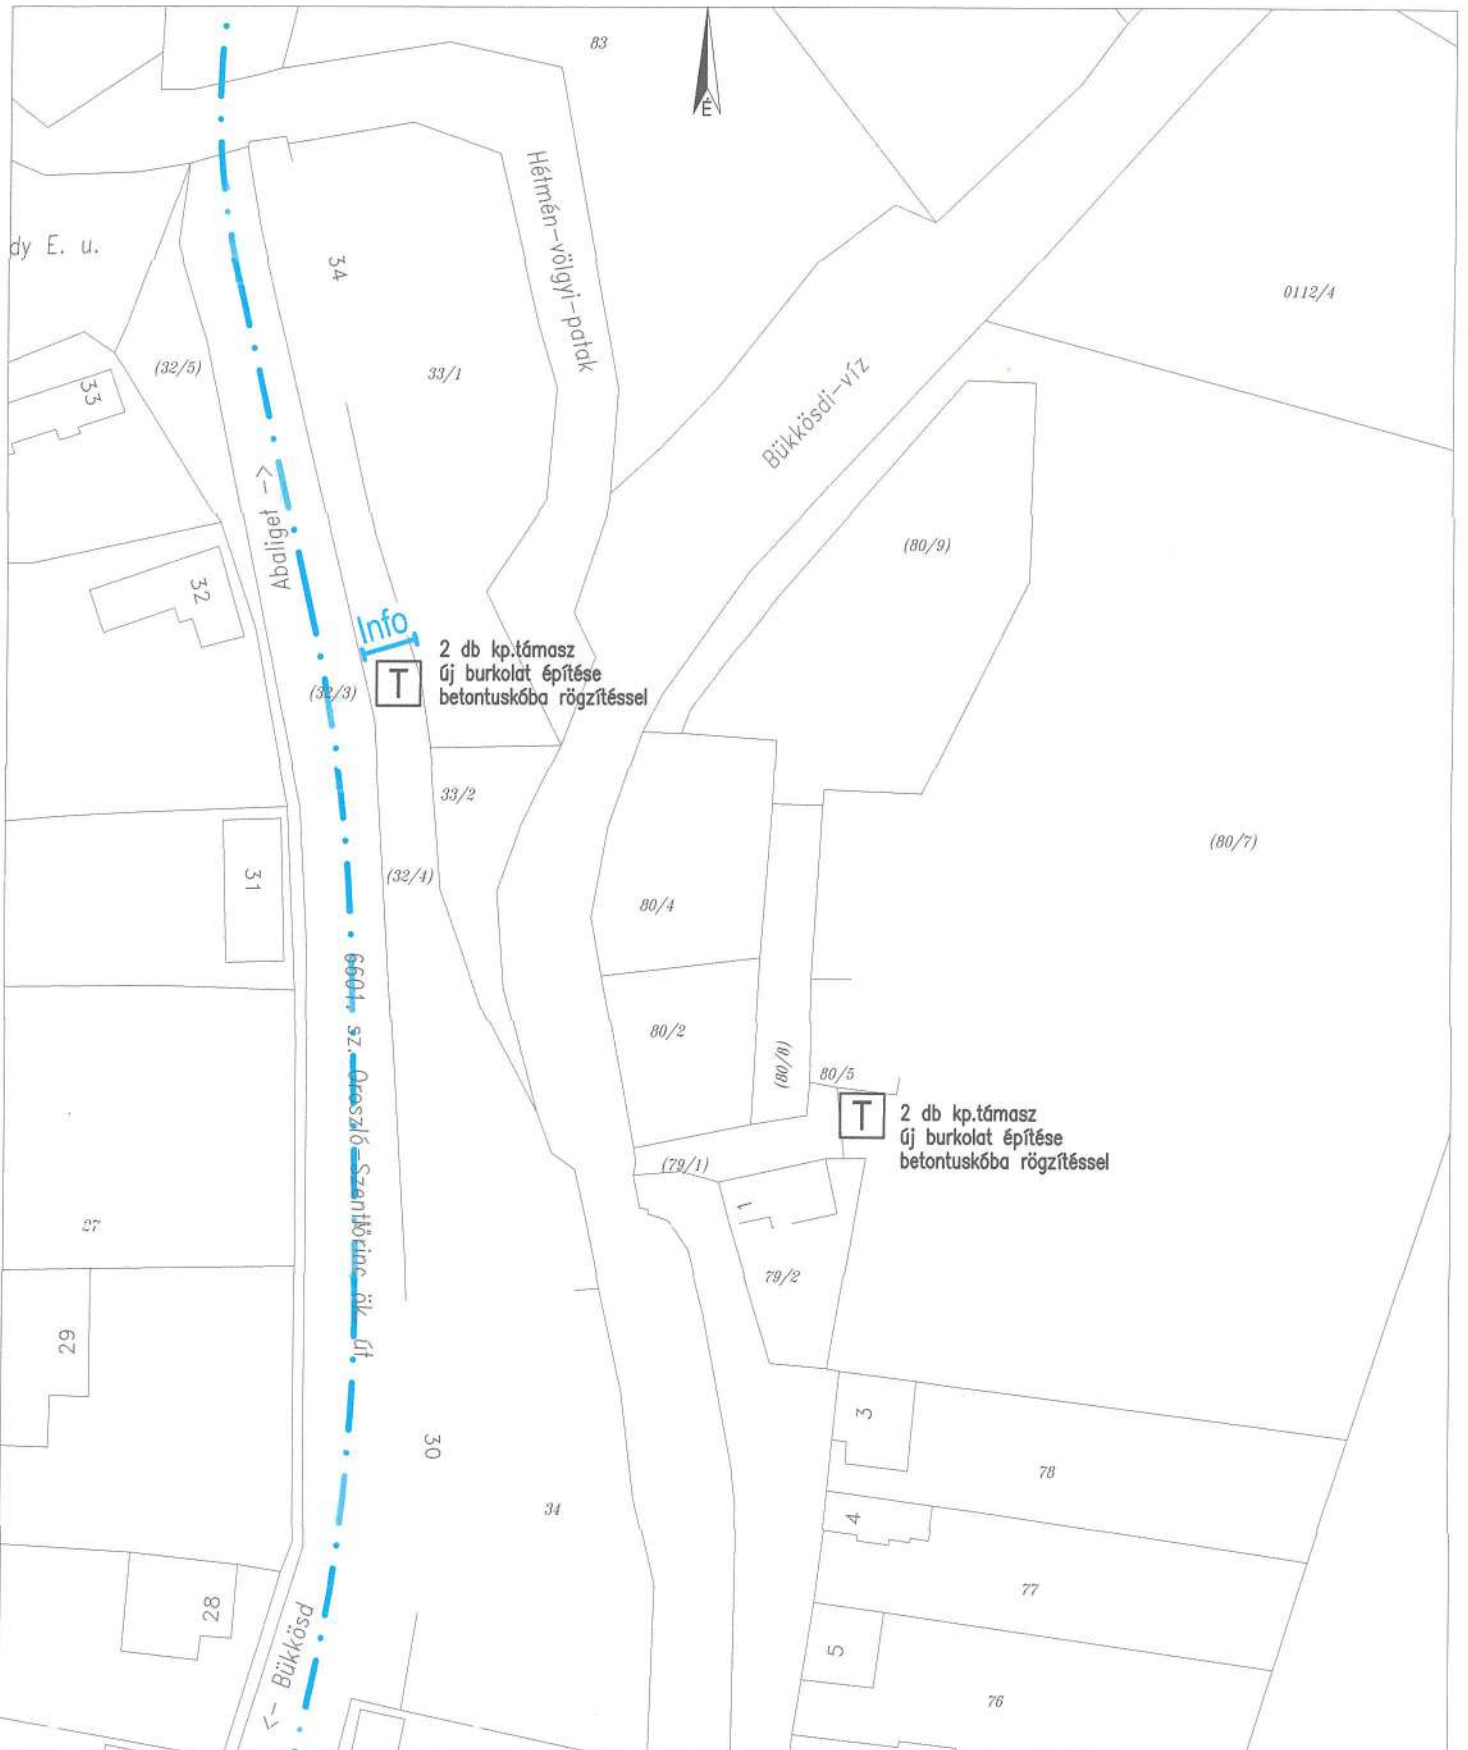 83
É
Hétmén-völgyi-patak
dy E. u.
34
0112/4
(32/5)
33/1
33
Bükkösdi-víz
<- Abaliget
(80/9)
32
Info
T
2 db kp.támasz
új burkolat építése
betontuskóba rögzítéssel
(32/3)
33/2
(80/7)
31
(32/4)
80/4
6601. sz. Oroszló-Szentlőrinc ök út
80/2
(80/8)
80/5
T
2 db kp.támasz
új burkolat építése
betontuskóba rögzítéssel
(79/1)
1
27
79/2
29
3
30
78
34
4
77
28
5
<- Bükkösd
76